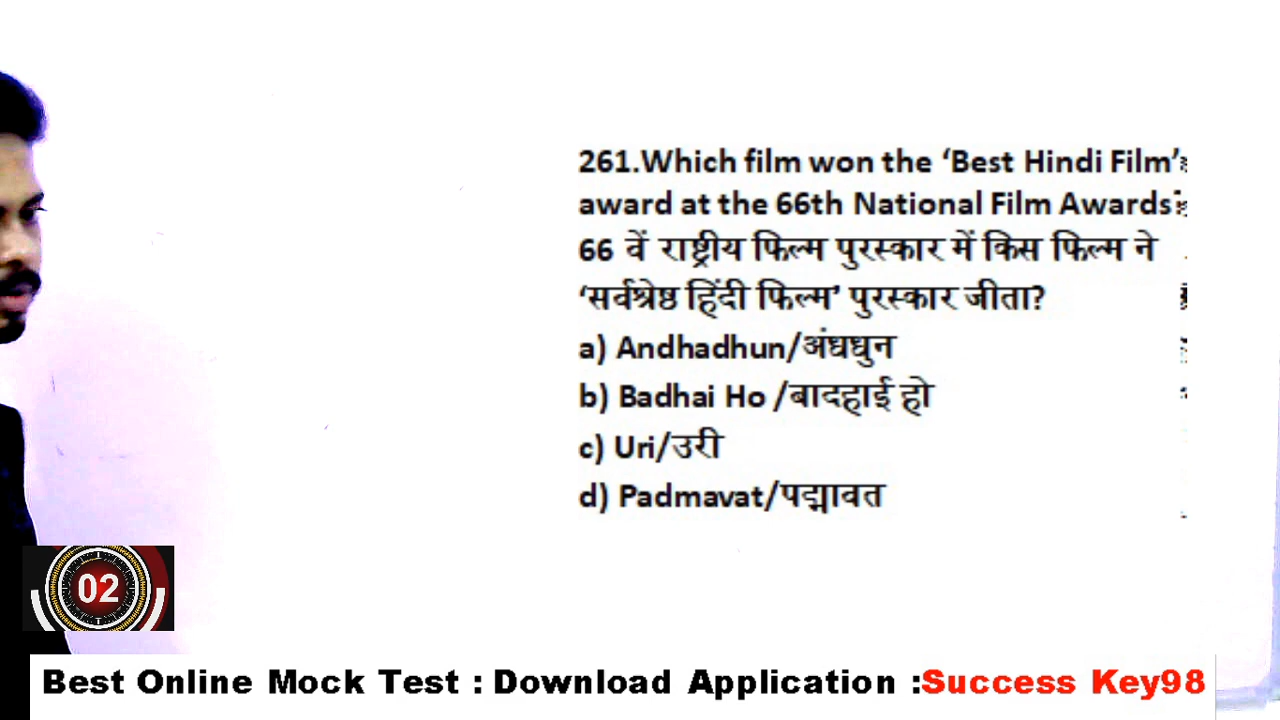 261.Which film won the ‘Best Hindi Film’
award at the 66th National Film Awards?
66 वें राष्ट्रीय फिल्म पुरस्कार में किस फिल्म ने
‘सर्वश्रेष्ठ हिंदी फिल्म’ पुरस्कार जीता?
a) Andhadhun/अंधधुन
b) Badhai Ho /बादहाई हो
c) Uri/उरी
d) Padmavat/पद्मावत
02
Best Online Mock Test : Download Application :Success Key98